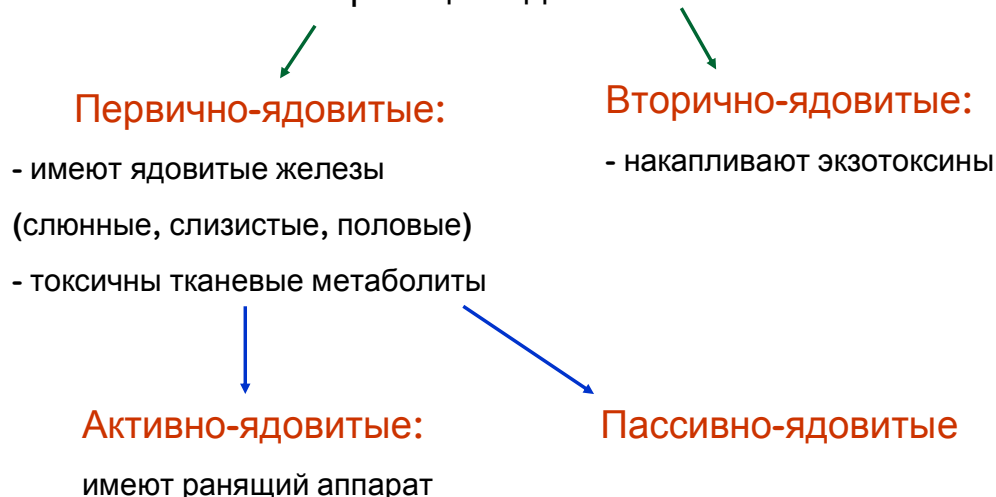 Первично-ядовитые:
Вторично-ядовитые:
- имеют ядовитые железы
- накапливают экзотоксины
(слюнные, слизистые, половые)
- токсичны тканевые метаболиты
Активно-ядовитые:
Пассивно-ядовитые
имеют ранящий аппарат